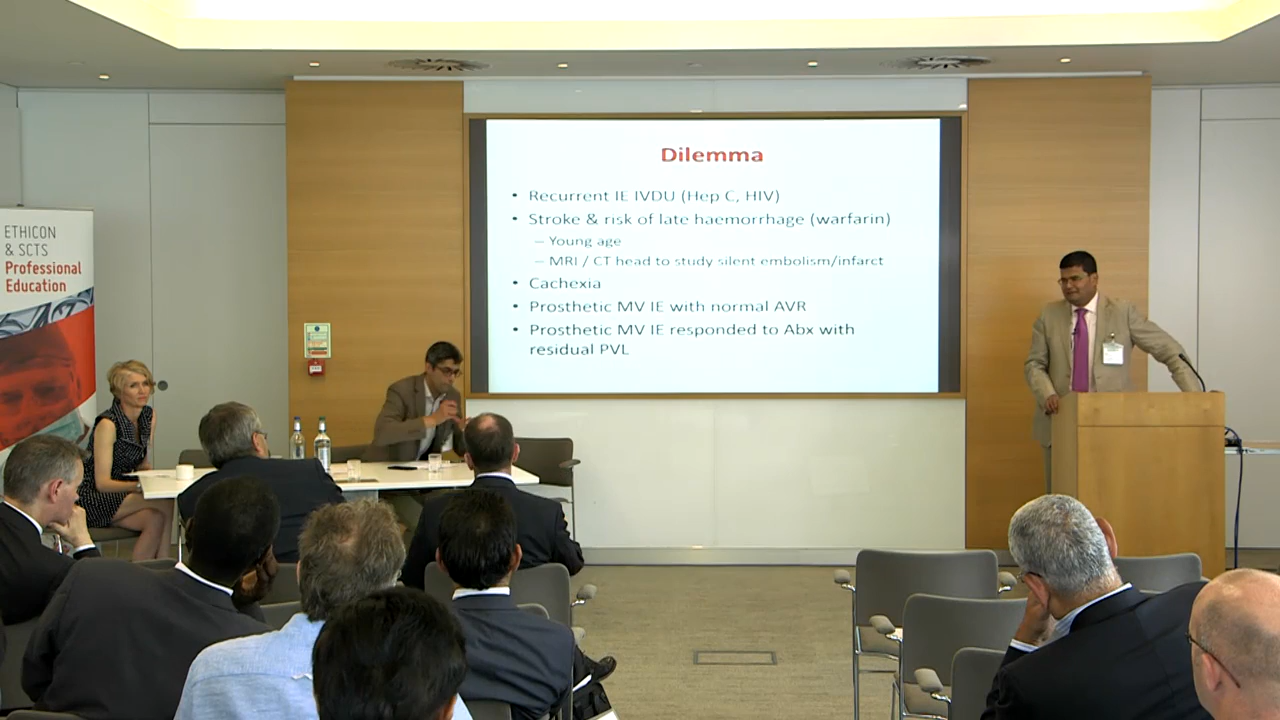 ETHICON
& SCTS
Professional
Education
Dilemma
• Recurrent IE IVDU (Hep C, HIV)
• Stroke & risk of late haemorrhage (warfarin)
– Young age
– MRI / CT head to study silent embolism/infarct
• Cachexia
• Prosthetic MV IE with normal AVR
• Prosthetic MV IE responded to Abx with
residual PVL